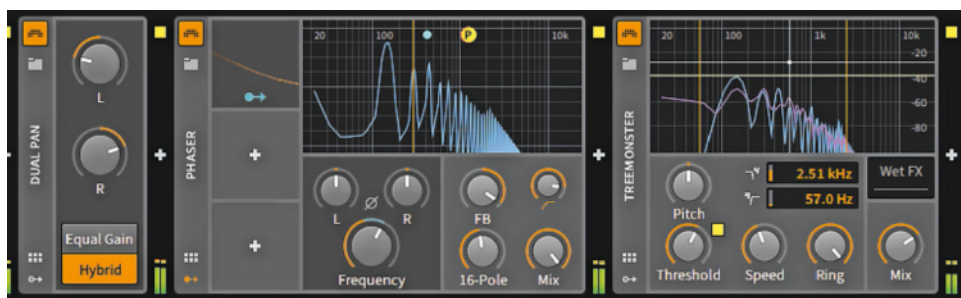 DUAL PAN
L
R
Equal Gain
Hybrid
PHASER
20
100
P
10k
L
Ø
R
Frequency
FB
16-Pole
Mix
TREEMONSTER
20
100
1k
10k
-20
-40
-60
-80
Pitch
2.51 kHz
57.0 Hz
Wet FX
Threshold
Speed
Ring
Mix